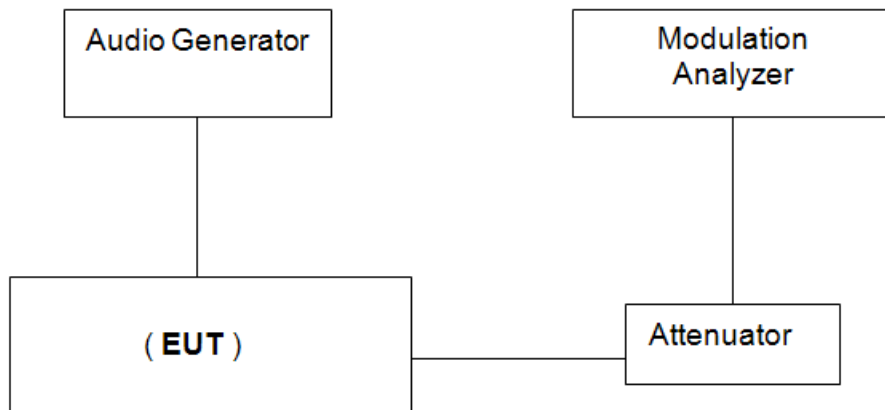 Audio Generator
Modulation
Analyzer
( EUT )
Attenuator